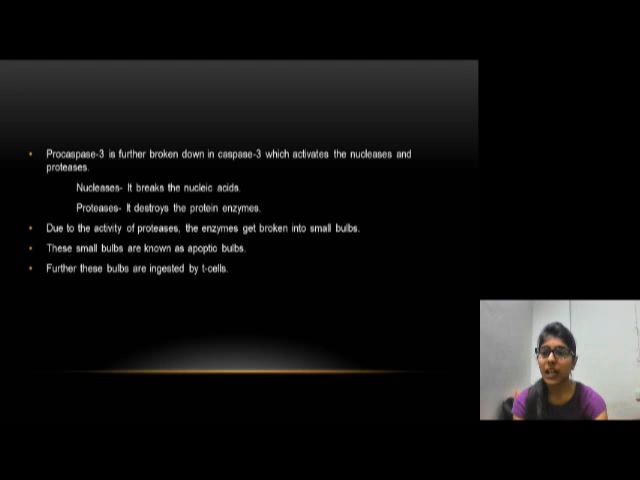 Procaspase-3 is further broken down in caspase-3 which activates the nucleases and
proteases.
Nucleases- It breaks the nucleic acids.
Proteases- It destroys the protein enzymes.
Due to the activity of proteases, the enzymes get broken into small bulbs.
These small bulbs are known as apoptic bulbs.
Further these bulbs are ingested by t-cells.